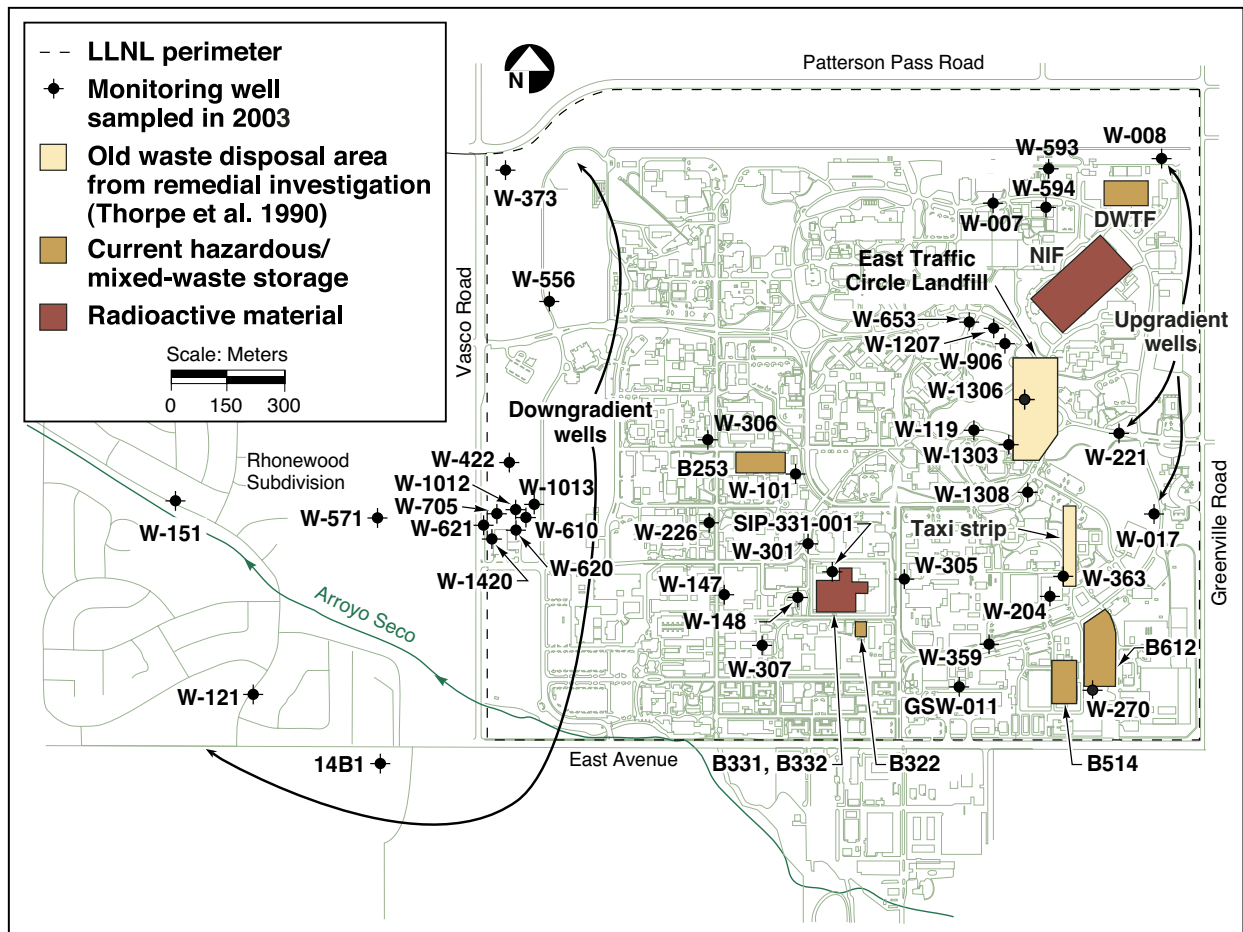 LLNL perimeter
Monitoring well
sampled in 2003
Old waste disposal area
from remedial investigation
(Thorpe et al. 1990)
Current hazardous/
mixed-waste storage
Radioactive material
Scale: Meters
0 150 300
N
Patterson Pass Road
W-008
W-593
W-373
W-594
DWTF
W-007
NIF
East Traffic
Circle Landfill
W-556
Vasco Road
W-653
W-1207
Upgradient
wells
W-906
W-1306
Downgradient
wells
W-306
W-119
W-1303
W-221
Rhonewood
Subdivision
W-422
B253
W-101
W-1012
W-1013
W-1308
W-705
W-151
W-571
W-621
W-610
W-226
SIP-331-001
W-301
Taxi strip
W-017
Greenville Road
W-620
W-1420
W-147
W-305
W-363
Arroyo Seco
W-148
W-204
W-307
W-359
B612
W-121
GSW-011
W-270
14B1
East Avenue
B331, B332
B322
B514